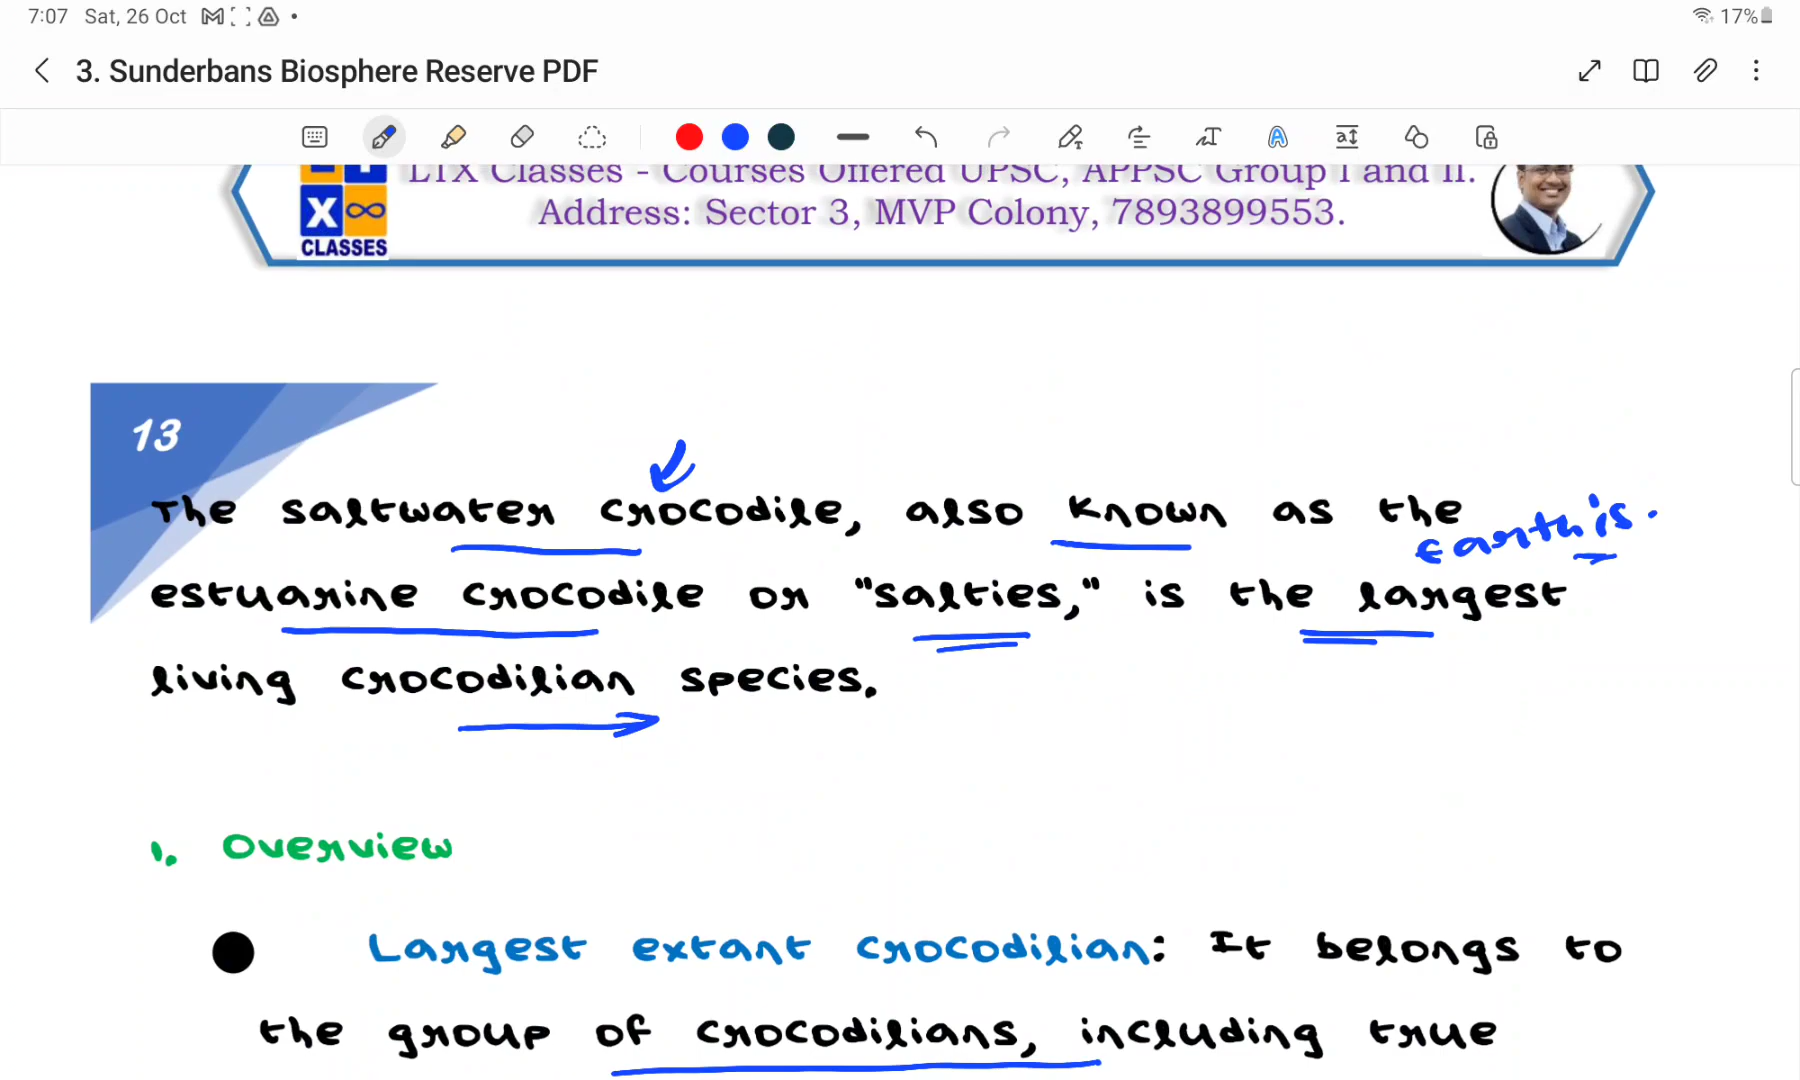 7:07 Sat, 26 Oct
17%
3. Sunderbans Biosphere Reserve PDF
LTX Classes - Courses Offered UPSC, APPSC Group I and II.
Address: Sector 3, MVP Colony, 7893899553.
X ∞
CLASSES
13
The saltwater crocodile, also known as the
earth is.
estuarine crocodile or "salties," is the largest
living crocodilian species.
1. Overview
● Largest extant crocodilian: It belongs to
the group of crocodilians, including true